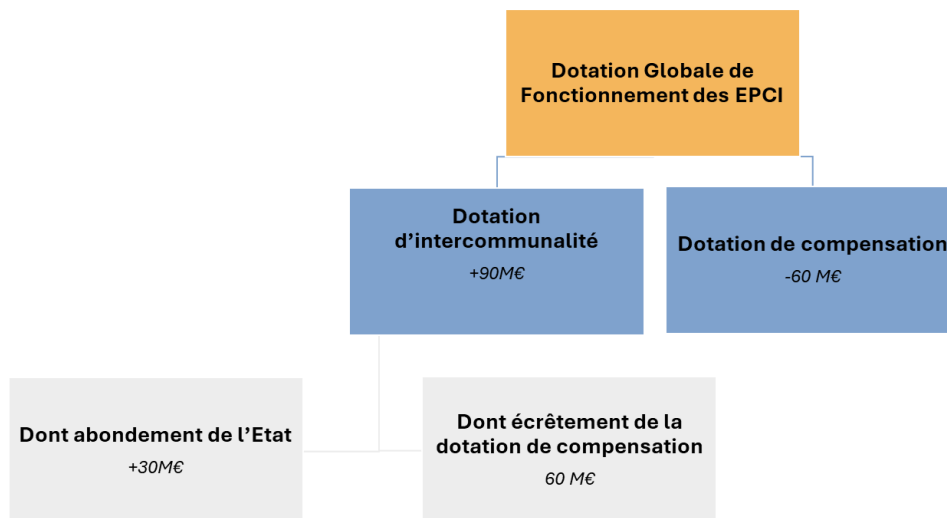 Dotation Globale de
Fonctionnement des EPCI
Dotation
d’intercommunalité
+90M€
Dotation de compensation
-60 M€
Dont abondement de l’Etat
+30M€
Dont écrêtement de la
dotation de compensation
60 M€